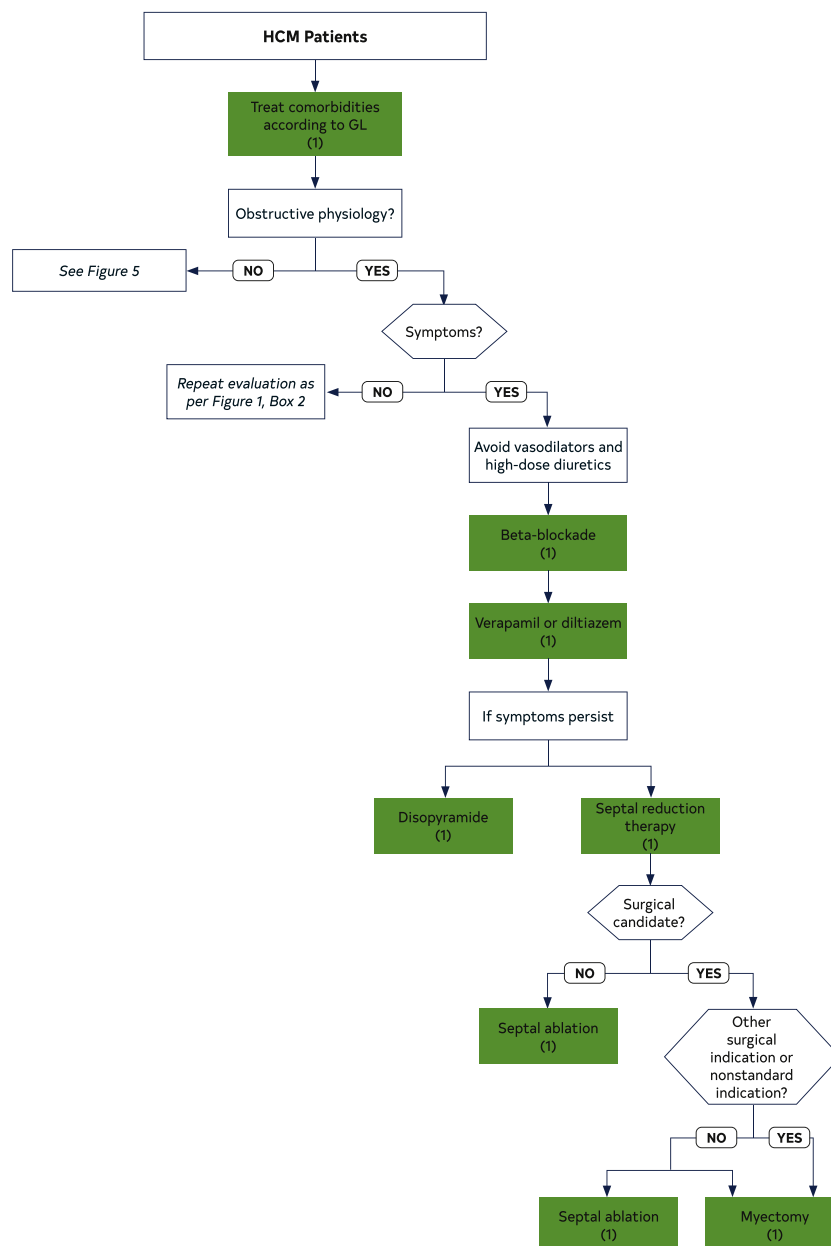 HCM Patients
Treat comorbidities
according to GL
(1)
Obstructive physiology?
NO
YES
See Figure 5
Symptoms?
NO
YES
Repeat evaluation as
per Figure 1, Box 2
Avoid vasodilators and
high-dose diuretics
Beta-blockade
(1)
Verapamil or diltiazem
(1)
If symptoms persist
Disopyramide
(1)
Septal reduction
therapy
(1)
Surgical
candidate?
NO
YES
Septal ablation
(1)
Other
surgical
indication or
nonstandard
indication?
NO
YES
Septal ablation
(1)
Myectomy
(1)